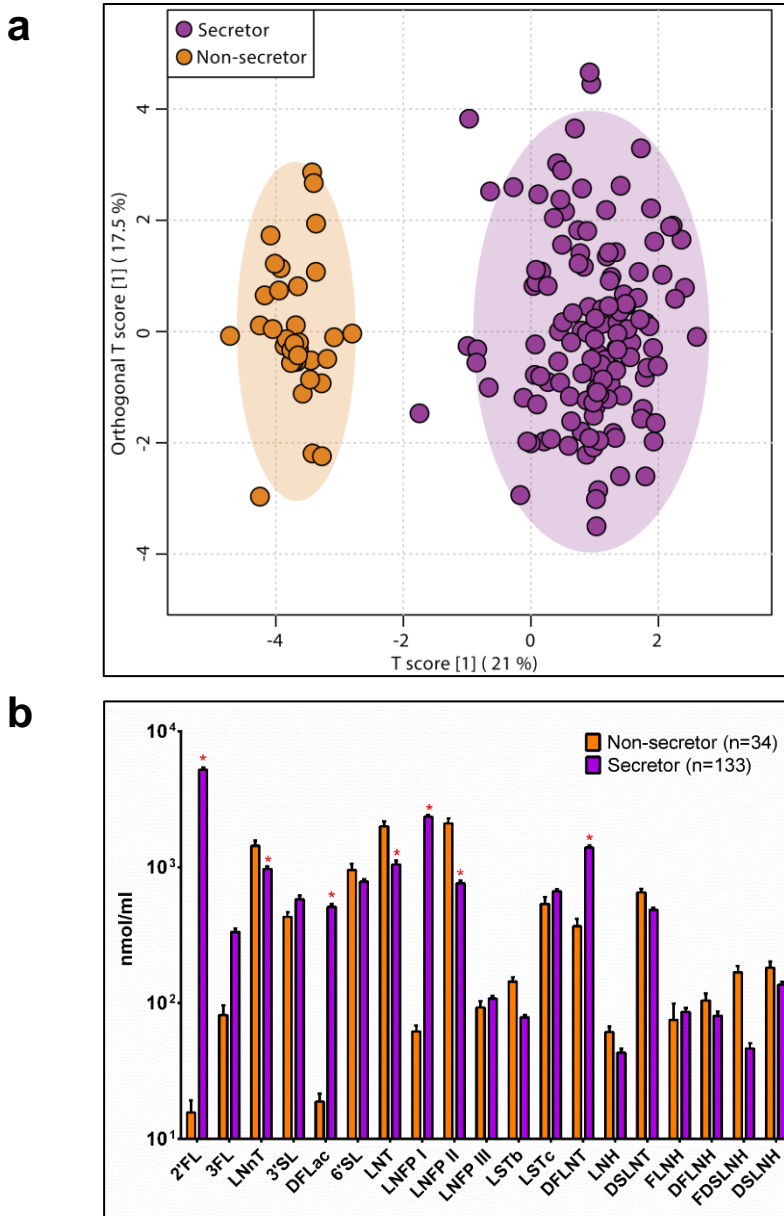 a
Secretor
Non-secretor
Orthogonal T score [1] ( 17.5 %)
4
2
0
-2
-4
-4
-2
0
2
T score [1] ( 21 %)
b
Non-secretor (n=34)
Secretor (n=133)
nmol/ml
10⁴
10³
10²
10¹
*
*
*
*
*
*
*
2'FL
3FL
LNnT
3'SL
DFLac
6'SL
LNT
LNFP I
LNFP II
LNFP III
LSTb
LSTc
DFLNT
LNH
DSLNT
FLNH
DFLNH
FDSLNH
DSLNH